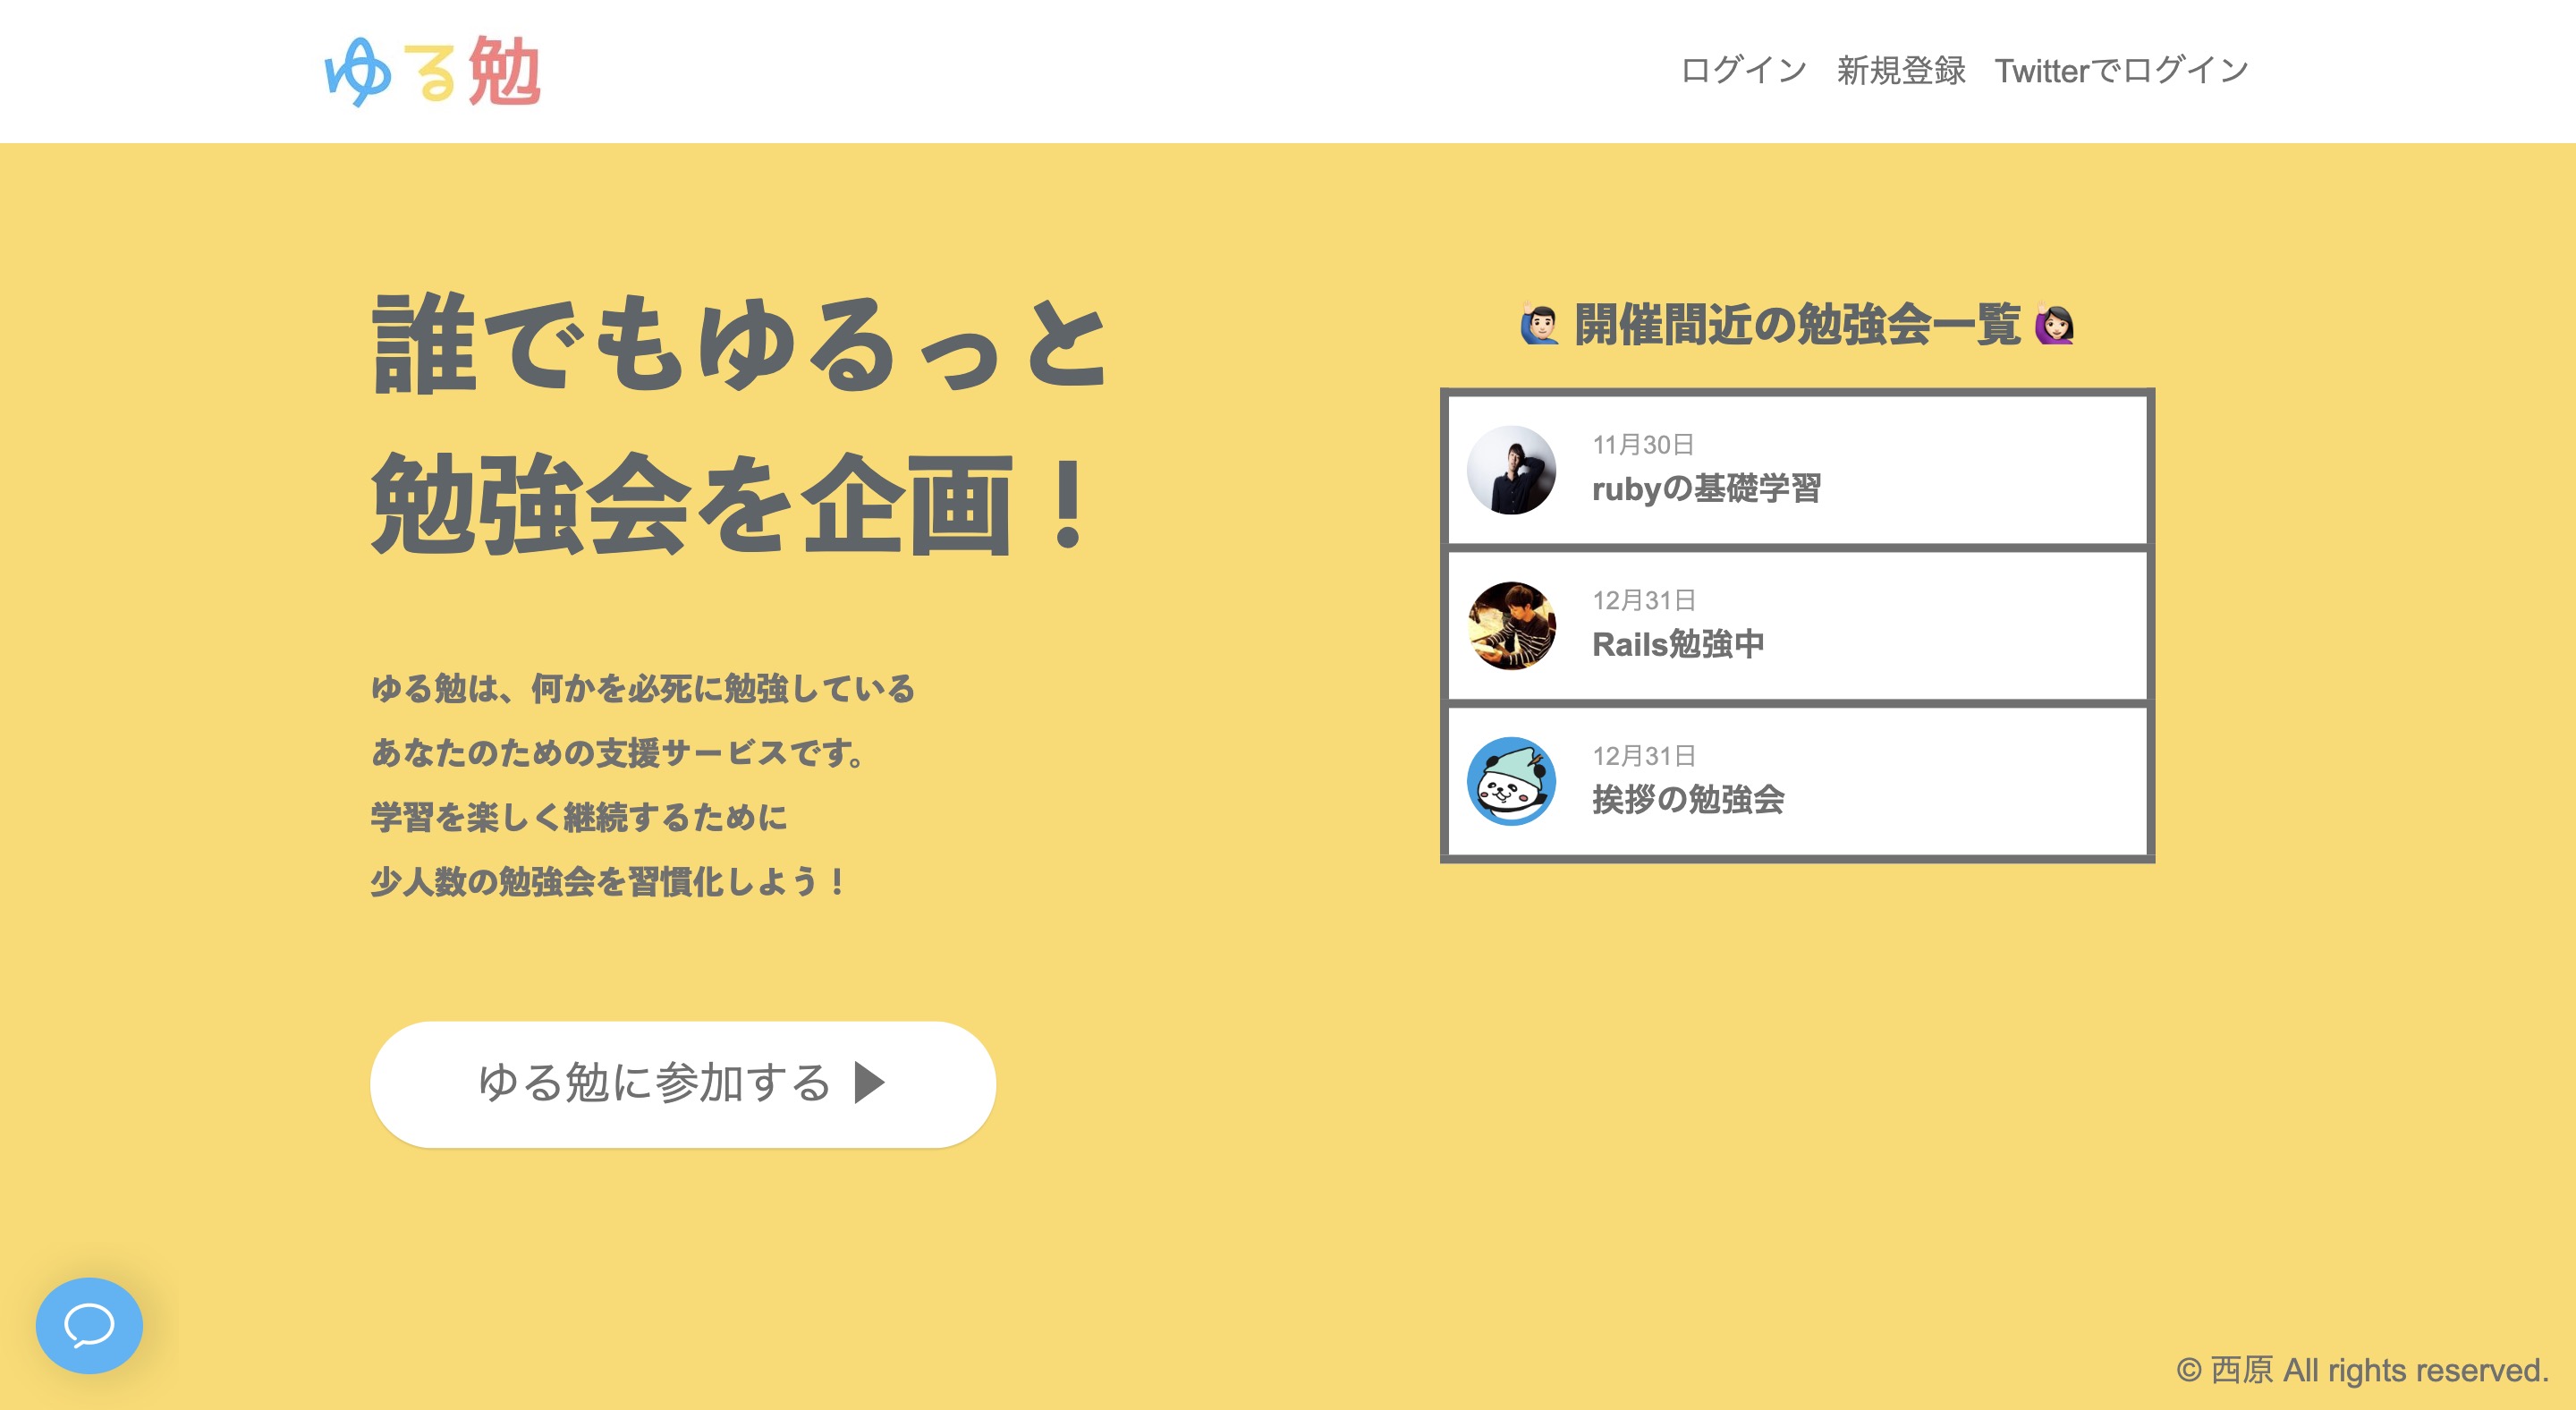 ゆる勉
ログイン 新規登録 Twitterでログイン
誰でもゆるっと
勉強会を企画！
ゆる勉は、何かを必死に勉強している
あなたのための支援サービスです。
学習を楽しく継続するために
少人数の勉強会を習慣化しよう！
ゆる勉に参加する ▶
🙋🏻‍♂️ 開催間近の勉強会一覧 🙋🏻‍♀️
11月30日
rubyの基礎学習
12月31日
Rails勉強中
12月31日
挨拶の勉強会
© 西原 All rights reserved.